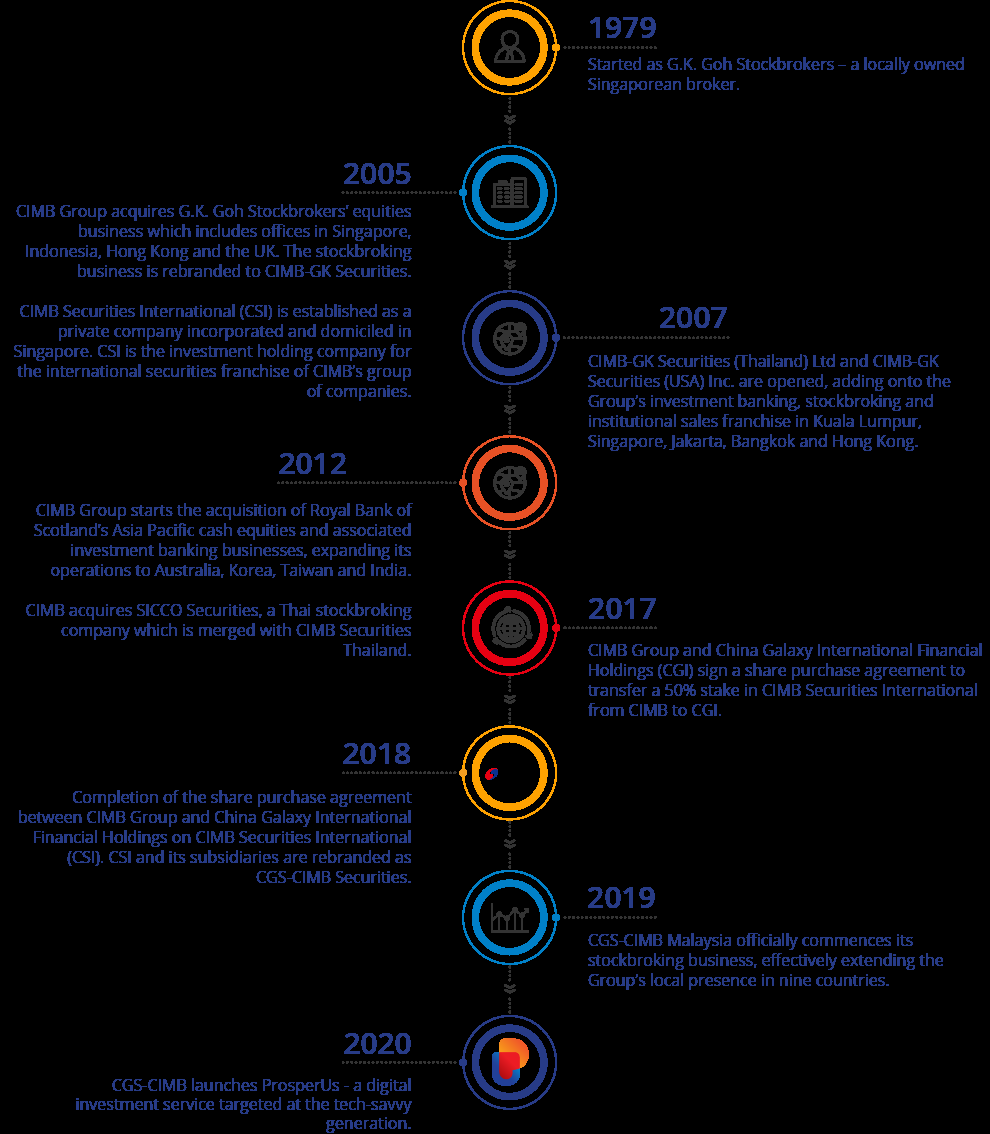 1979
Started as G.K. Goh Stockbrokers – a locally owned
Singaporean broker.
2005
CIMB Group acquires G.K. Goh Stockbrokers’ equities
business which includes offices in Singapore,
Indonesia, Hong Kong and the UK. The stockbroking
business is rebranded to CIMB-GK Securities.
CIMB Securities International (CSI) is established as a
private company incorporated and domiciled in
Singapore. CSI is the investment holding company for
the international securities franchise of CIMB’s group
of companies.
2007
CIMB-GK Securities (Thailand) Ltd and CIMB-GK
Securities (USA) Inc. are opened, adding onto the
Group’s investment banking, stockbroking and
institutional sales franchise in Kuala Lumpur,
Singapore, Jakarta, Bangkok and Hong Kong.
2012
CIMB Group starts the acquisition of Royal Bank of
Scotland’s Asia Pacific cash equities and associated
investment banking businesses, expanding its
operations to Australia, Korea, Taiwan and India.
CIMB acquires SICCO Securities, a Thai stockbroking
company which is merged with CIMB Securities
Thailand.
2017
CIMB Group and China Galaxy International Financial
Holdings (CGI) sign a share purchase agreement to
transfer a 50% stake in CIMB Securities International
from CIMB to CGI.
2018
Completion of the share purchase agreement
between CIMB Group and China Galaxy International
Financial Holdings on CIMB Securities International
(CSI). CSI and its subsidiaries are rebranded as
CGS-CIMB Securities.
2019
CGS-CIMB Malaysia officially commences its
stockbroking business, effectively extending the
Group’s local presence in nine countries.
2020
CGS-CIMB launches ProsperUs - a digital
investment service targeted at the tech-savvy
generation.